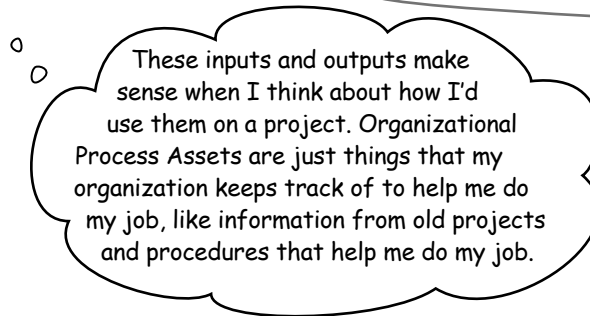 These inputs and outputs make
sense when I think about how I'd
use them on a project. Organizational
Process Assets are just things that my
organization keeps track of to help me do
my job, like information from old projects
and procedures that help me do my job.